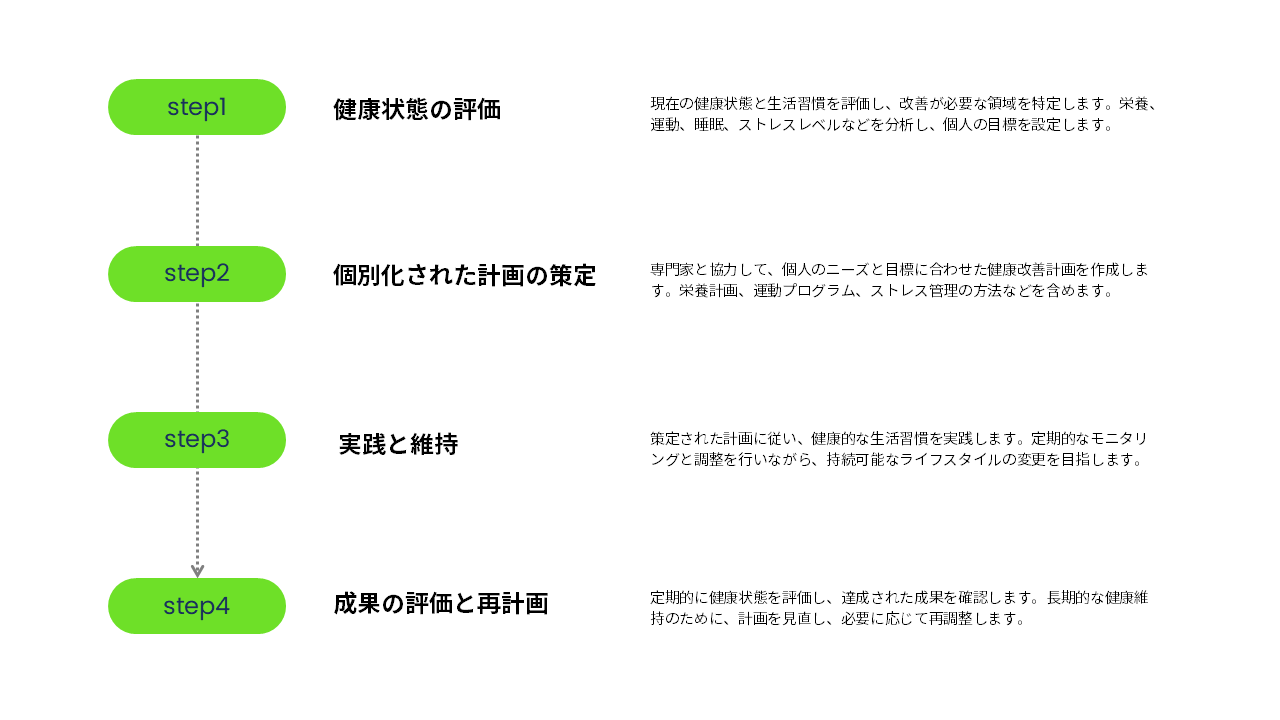 step1
健康状態の評価
現在の健康状態と生活習慣を評価し、改善が必要な領域を特定します。栄養、
運動、睡眠、ストレスレベルなどを分析し、個人の目標を設定します。
step2
個別化された計画の策定
専門家と協力して、個人のニーズと目標に合わせた健康改善計画を作成しま
す。栄養計画、運動プログラム、ストレス管理の方法などを含めます。
step3
実践と維持
策定された計画に従い、健康的な生活習慣を実践します。定期的なモニタリ
ングと調整を行いながら、持続可能なライフスタイルの変更を目指します。
step4
成果の評価と再計画
定期的に健康状態を評価し、達成された成果を確認します。長期的な健康維
持のために、計画を見直し、必要に応じて再調整します。